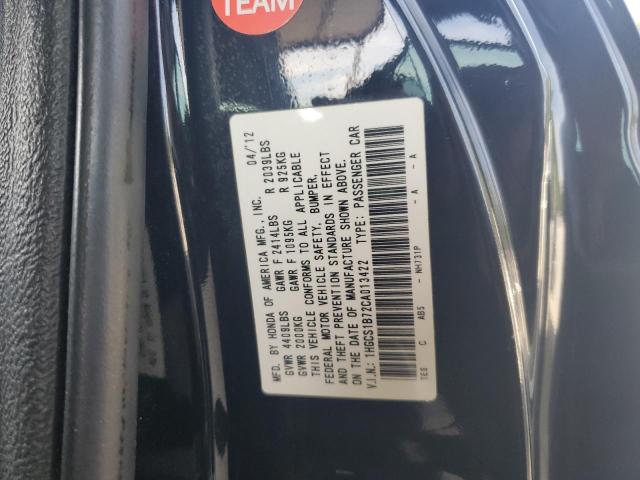 TEAM
MFD. BY HONDA OF AMERICA MFG., INC. 04/'12
GVWR 4409LBS GAWR F 2414LBS R 2039LBS
GVWR 2000KG GAWR F 1095KG R 925KG
THIS VEHICLE CONFORMS TO ALL APPLICABLE
FEDERAL MOTOR VEHICLE SAFETY, BUMPER,
AND THEFT PREVENTION STANDARDS IN EFFECT
ON THE DATE OF MANUFACTURE SHOWN ABOVE.
V.I.N.: 1HGCS1B72CA013422 TYPE: PASSENGER CAR
TES C AB5 - NH731P - A - A